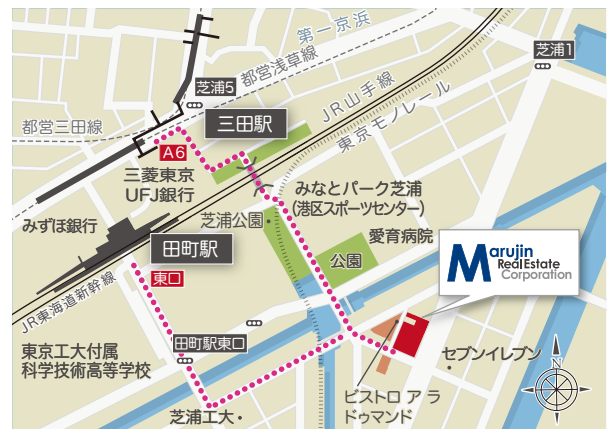 第一京浜
芝浦1
芝浦5
都営浅草線
JR山手線
東京モノレール
都営三田線
三田駅
A6
三菱東京
UFJ銀行
みなとパーク芝浦
(港区スポーツセンター)
みずほ銀行
芝浦公園
愛育病院
田町駅
公園
Marujin
Real Estate
Corporation
東口
JR東海道新幹線
田町駅東口
東京工大付属
科学技術高等学校
セブンイレブン
N
ビストロ ア ラ
ドゥマンド
芝浦工大